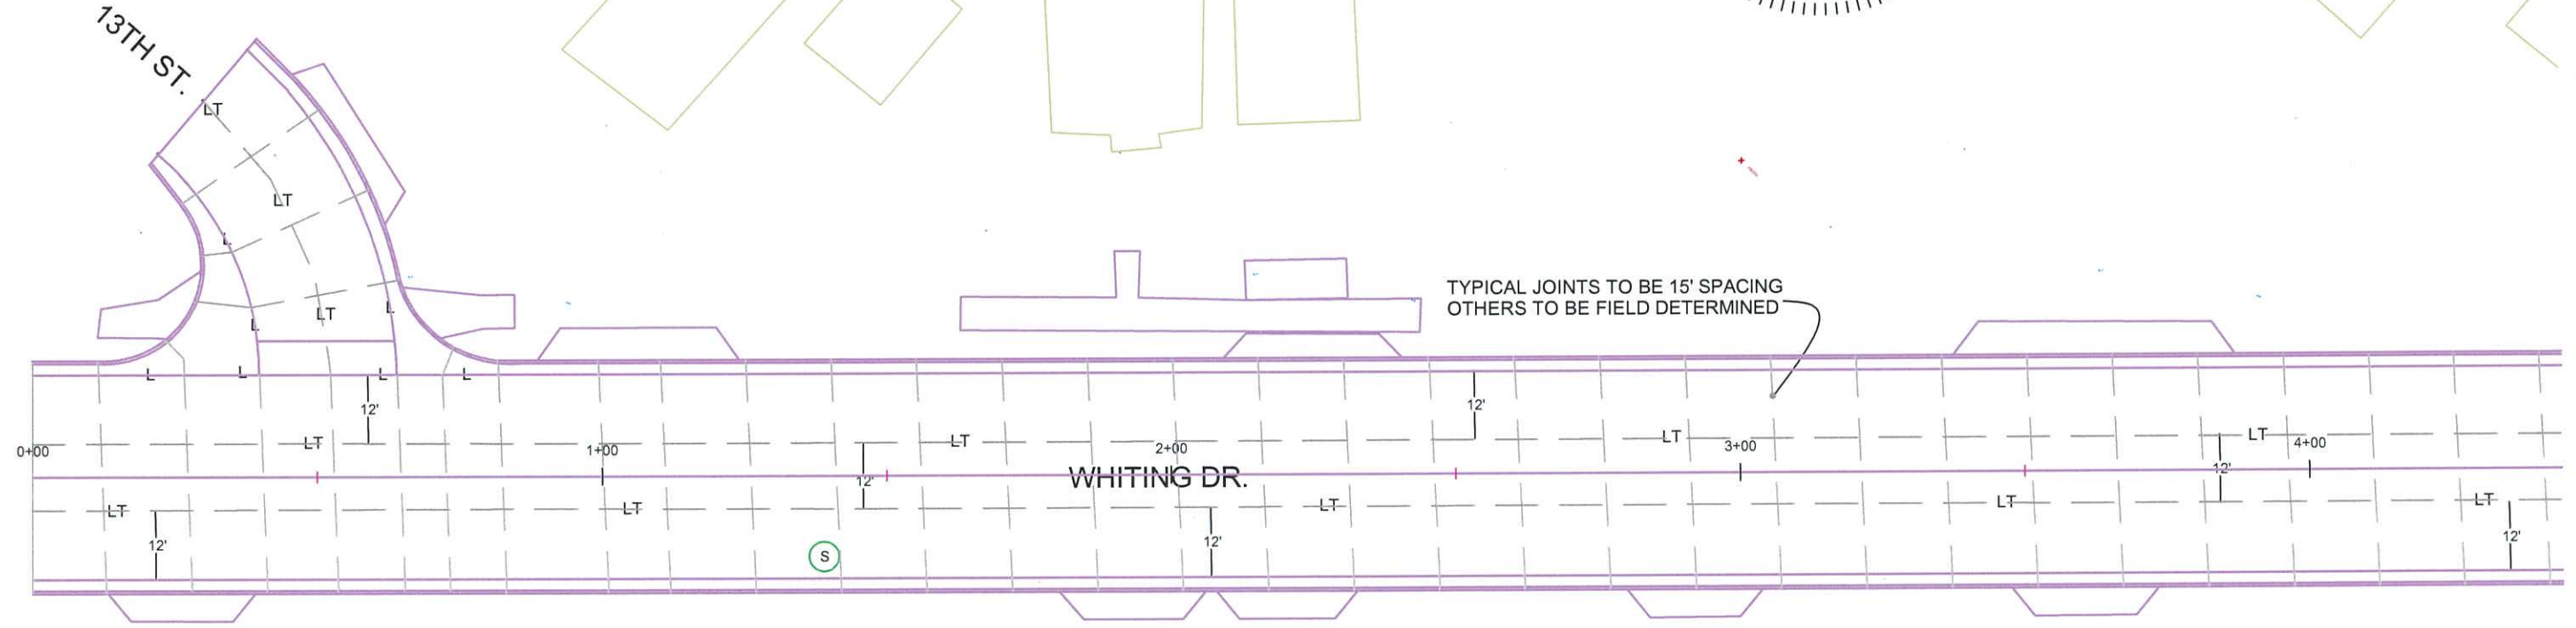 13TH ST.
LT
LT
L
TYPICAL JOINTS TO BE 15' SPACING
OTHERS TO BE FIELD DETERMINED
LT
L
L
L
L
L
L
12'
12'
0+00
LT
1+00
LT
2+00
LT
3+00
LT
4+00
12'
WHITING DR.
12'
LT
LT
LT
LT
LT
12'
S
12'
12'